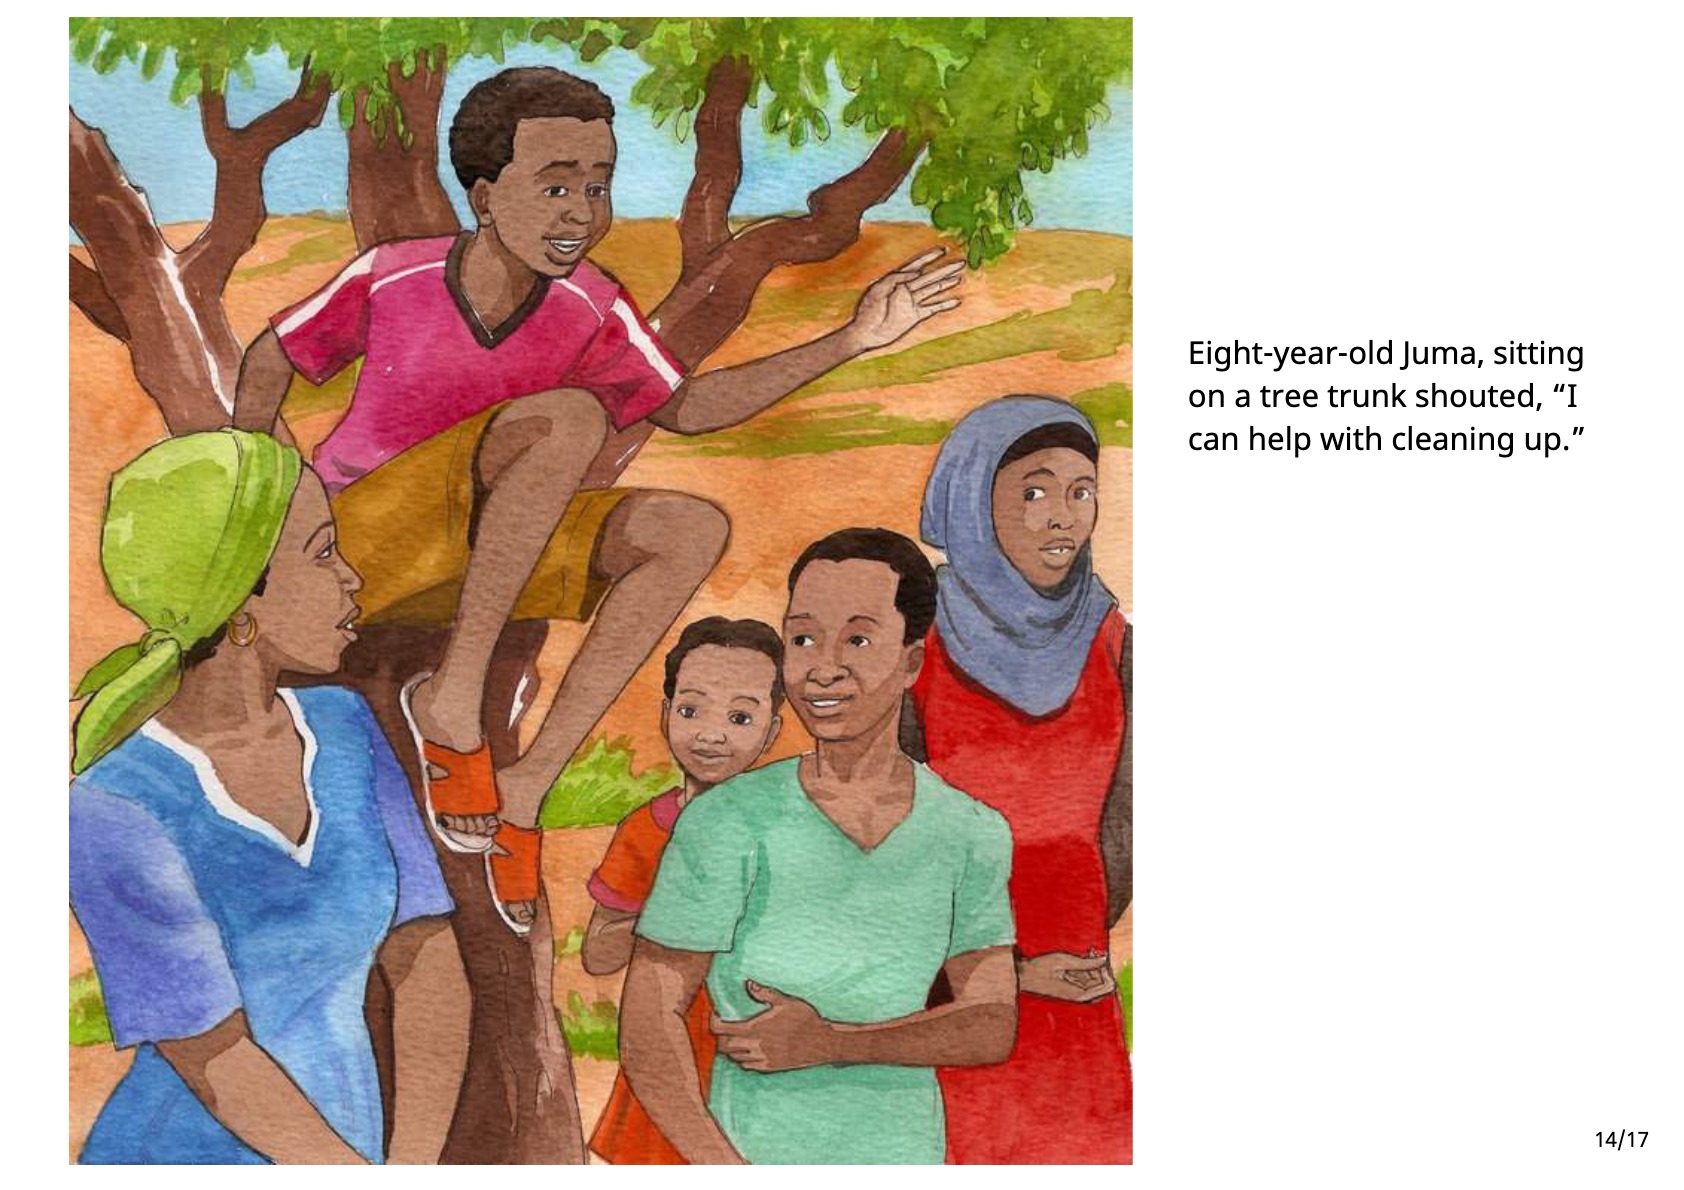 Eight-year-old Juma, sitting
on a tree trunk shouted, “I
can help with cleaning up.”
14/17